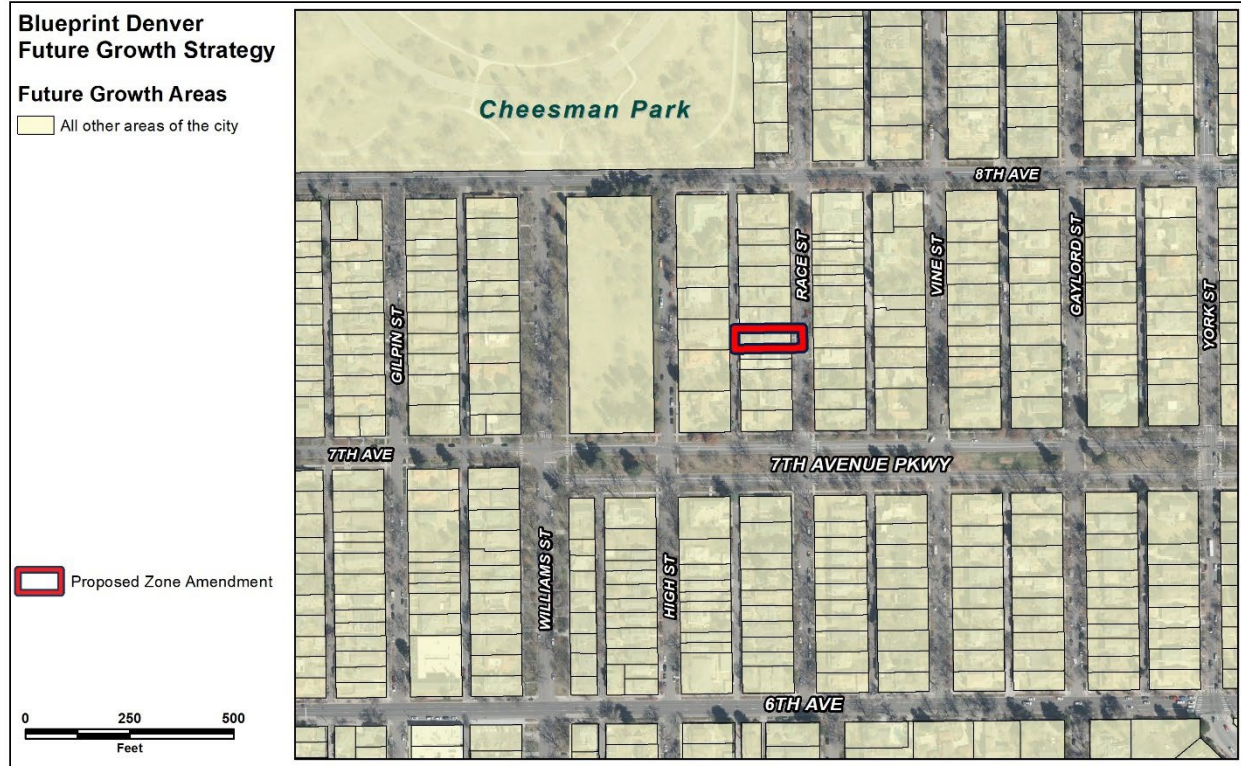 Blueprint Denver
Future Growth Strategy
Future Growth Areas
All other areas of the city
Proposed Zone Amendment
0 250 500
Feet
Cheesman Park
8TH AVE
GILPIN ST
RACE ST
VINE ST
GAYLORD ST
YORK ST
7TH AVE
7TH AVENUE PKWY
WILLIAMS ST
HIGH ST
6TH AVE